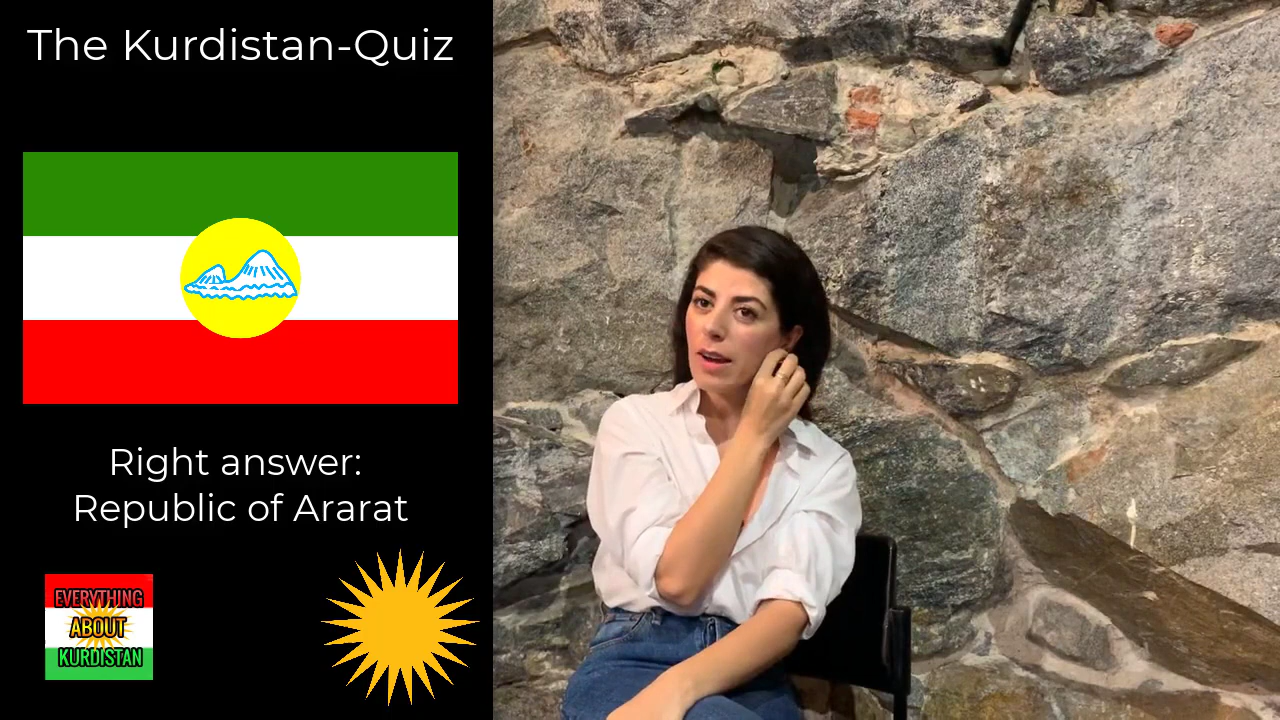 The Kurdistan-Quiz
Right answer:
Republic of Ararat
EVERYTHING
ABOUT
KURDISTAN